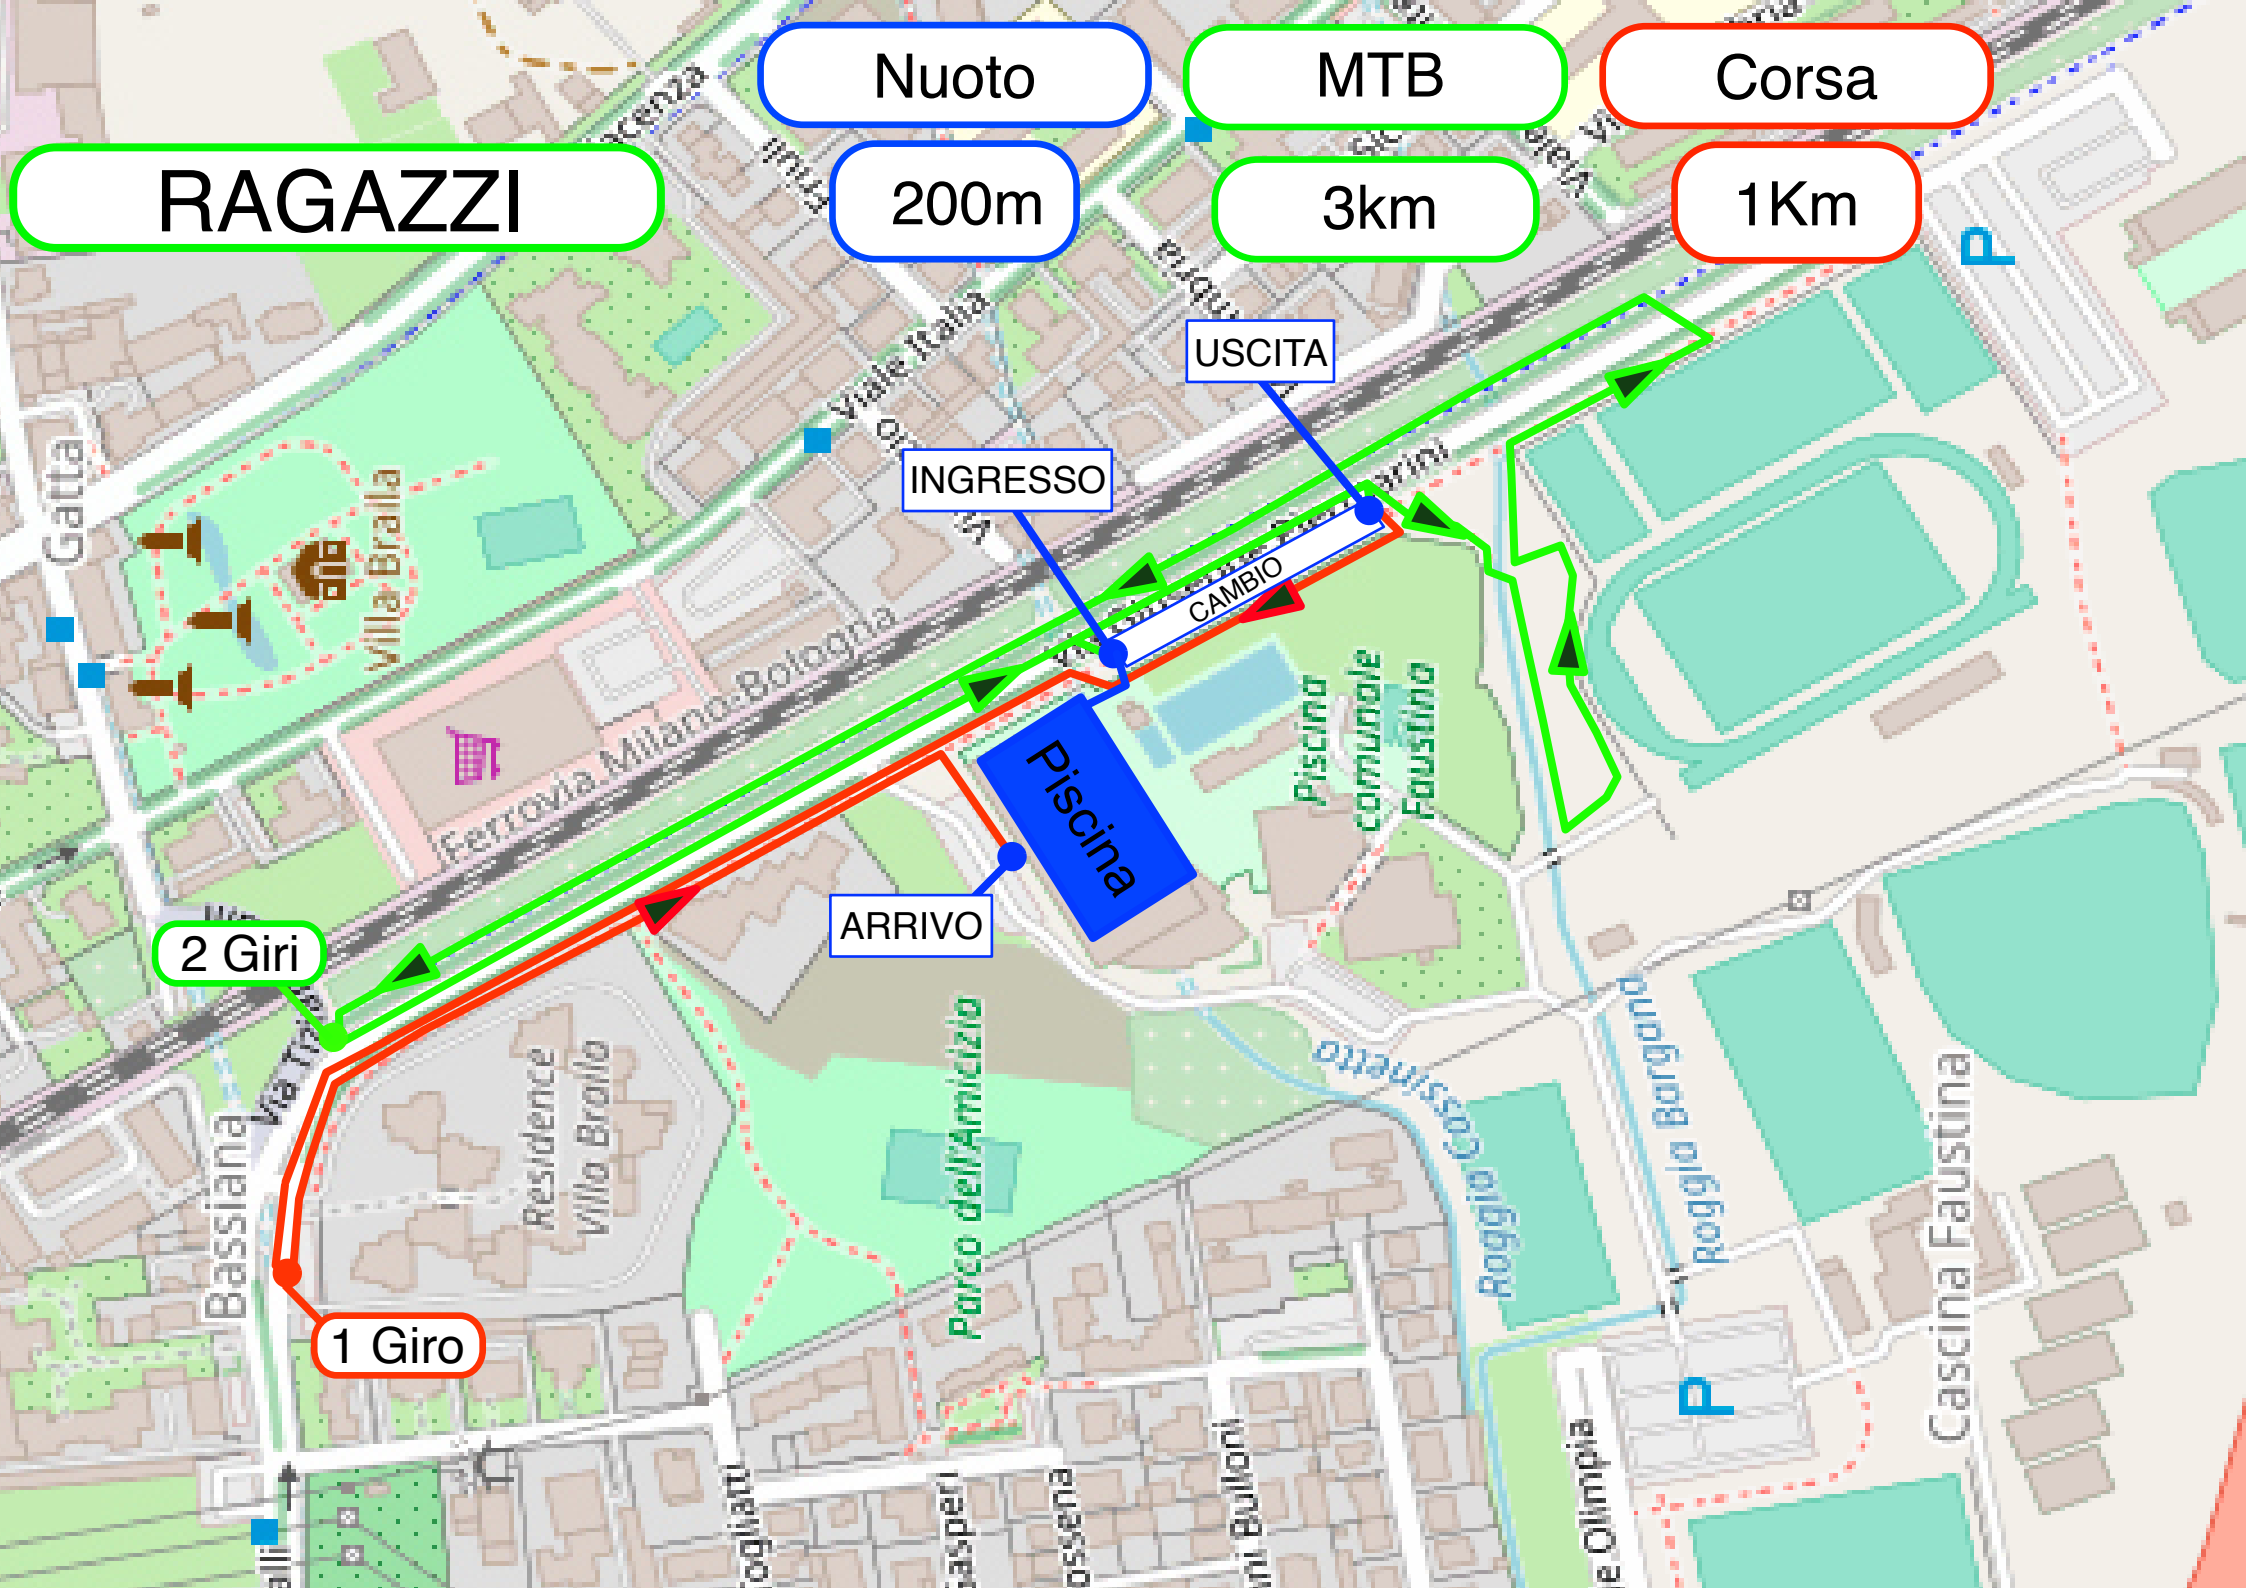 Nuoto
MTB
Corsa
RAGAZZI
200m
3km
1Km
USCITA
INGRESSO
CAMBIO
Piscina
ARRIVO
2 Giri
1 Giro
Viale Italia
Gatta
Villa Braila
Ferrovia Milano-Bologna
Piscina
comunale
Faustina
Residence
Villa Braila
Parco dell'Amicizia
Bassiana
Roggia Cossinetto
Roggia Bargano
Cascina Faustina
P
P